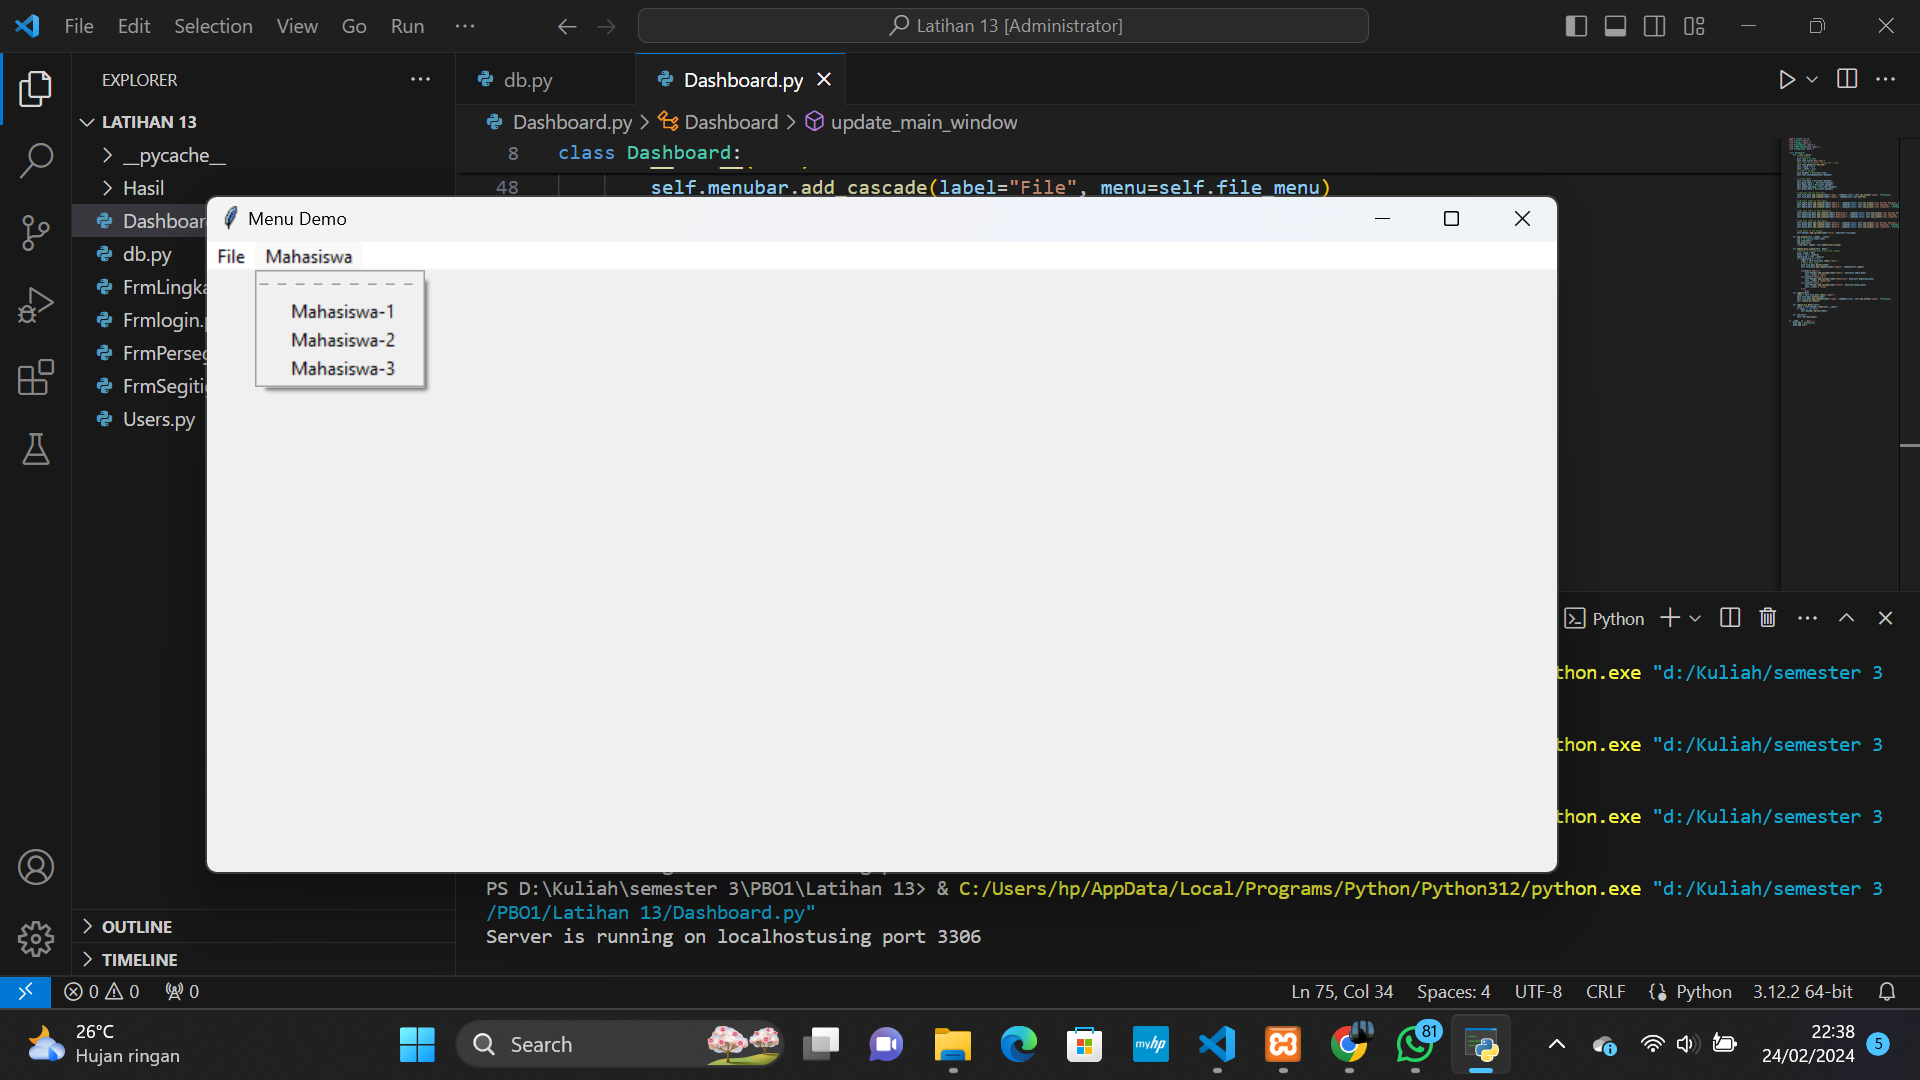 File Edit Selection View Go Run
Latihan 13 [Administrator]
EXPLORER
LATIHAN 13
__pycache__
Hasil
Dashboar
db.py
FrmLingka
Frmlogin.
FrmPerse
FrmSegiti
Users.py
OUTLINE
TIMELINE
db.py
Dashboard.py
Dashboard.py > Dashboard > update_main_window
8 class Dashboard:
48 self.menubar.add_cascade(label="File", menu=self.file_menu)
Menu Demo
File Mahasiswa
Mahasiswa-1
Mahasiswa-2
Mahasiswa-3
Python
thon.exe "d:/Kuliah/semester 3
thon.exe "d:/Kuliah/semester 3
thon.exe "d:/Kuliah/semester 3
PS D:\Kuliah\semester 3\PBO1\Latihan 13> & C:/Users/hp/AppData/Local/Programs/Python/Python312/python.exe "d:/Kuliah/semester 3
/PBO1/Latihan 13/Dashboard.py"
Server is running on localhostusing port 3306
0 0 0
Ln 75, Col 34 Spaces: 4 UTF-8 CRLF Python 3.12.2 64-bit
26°C
Hujan ringan
Search
myhp
81
22:38
24/02/2024
5